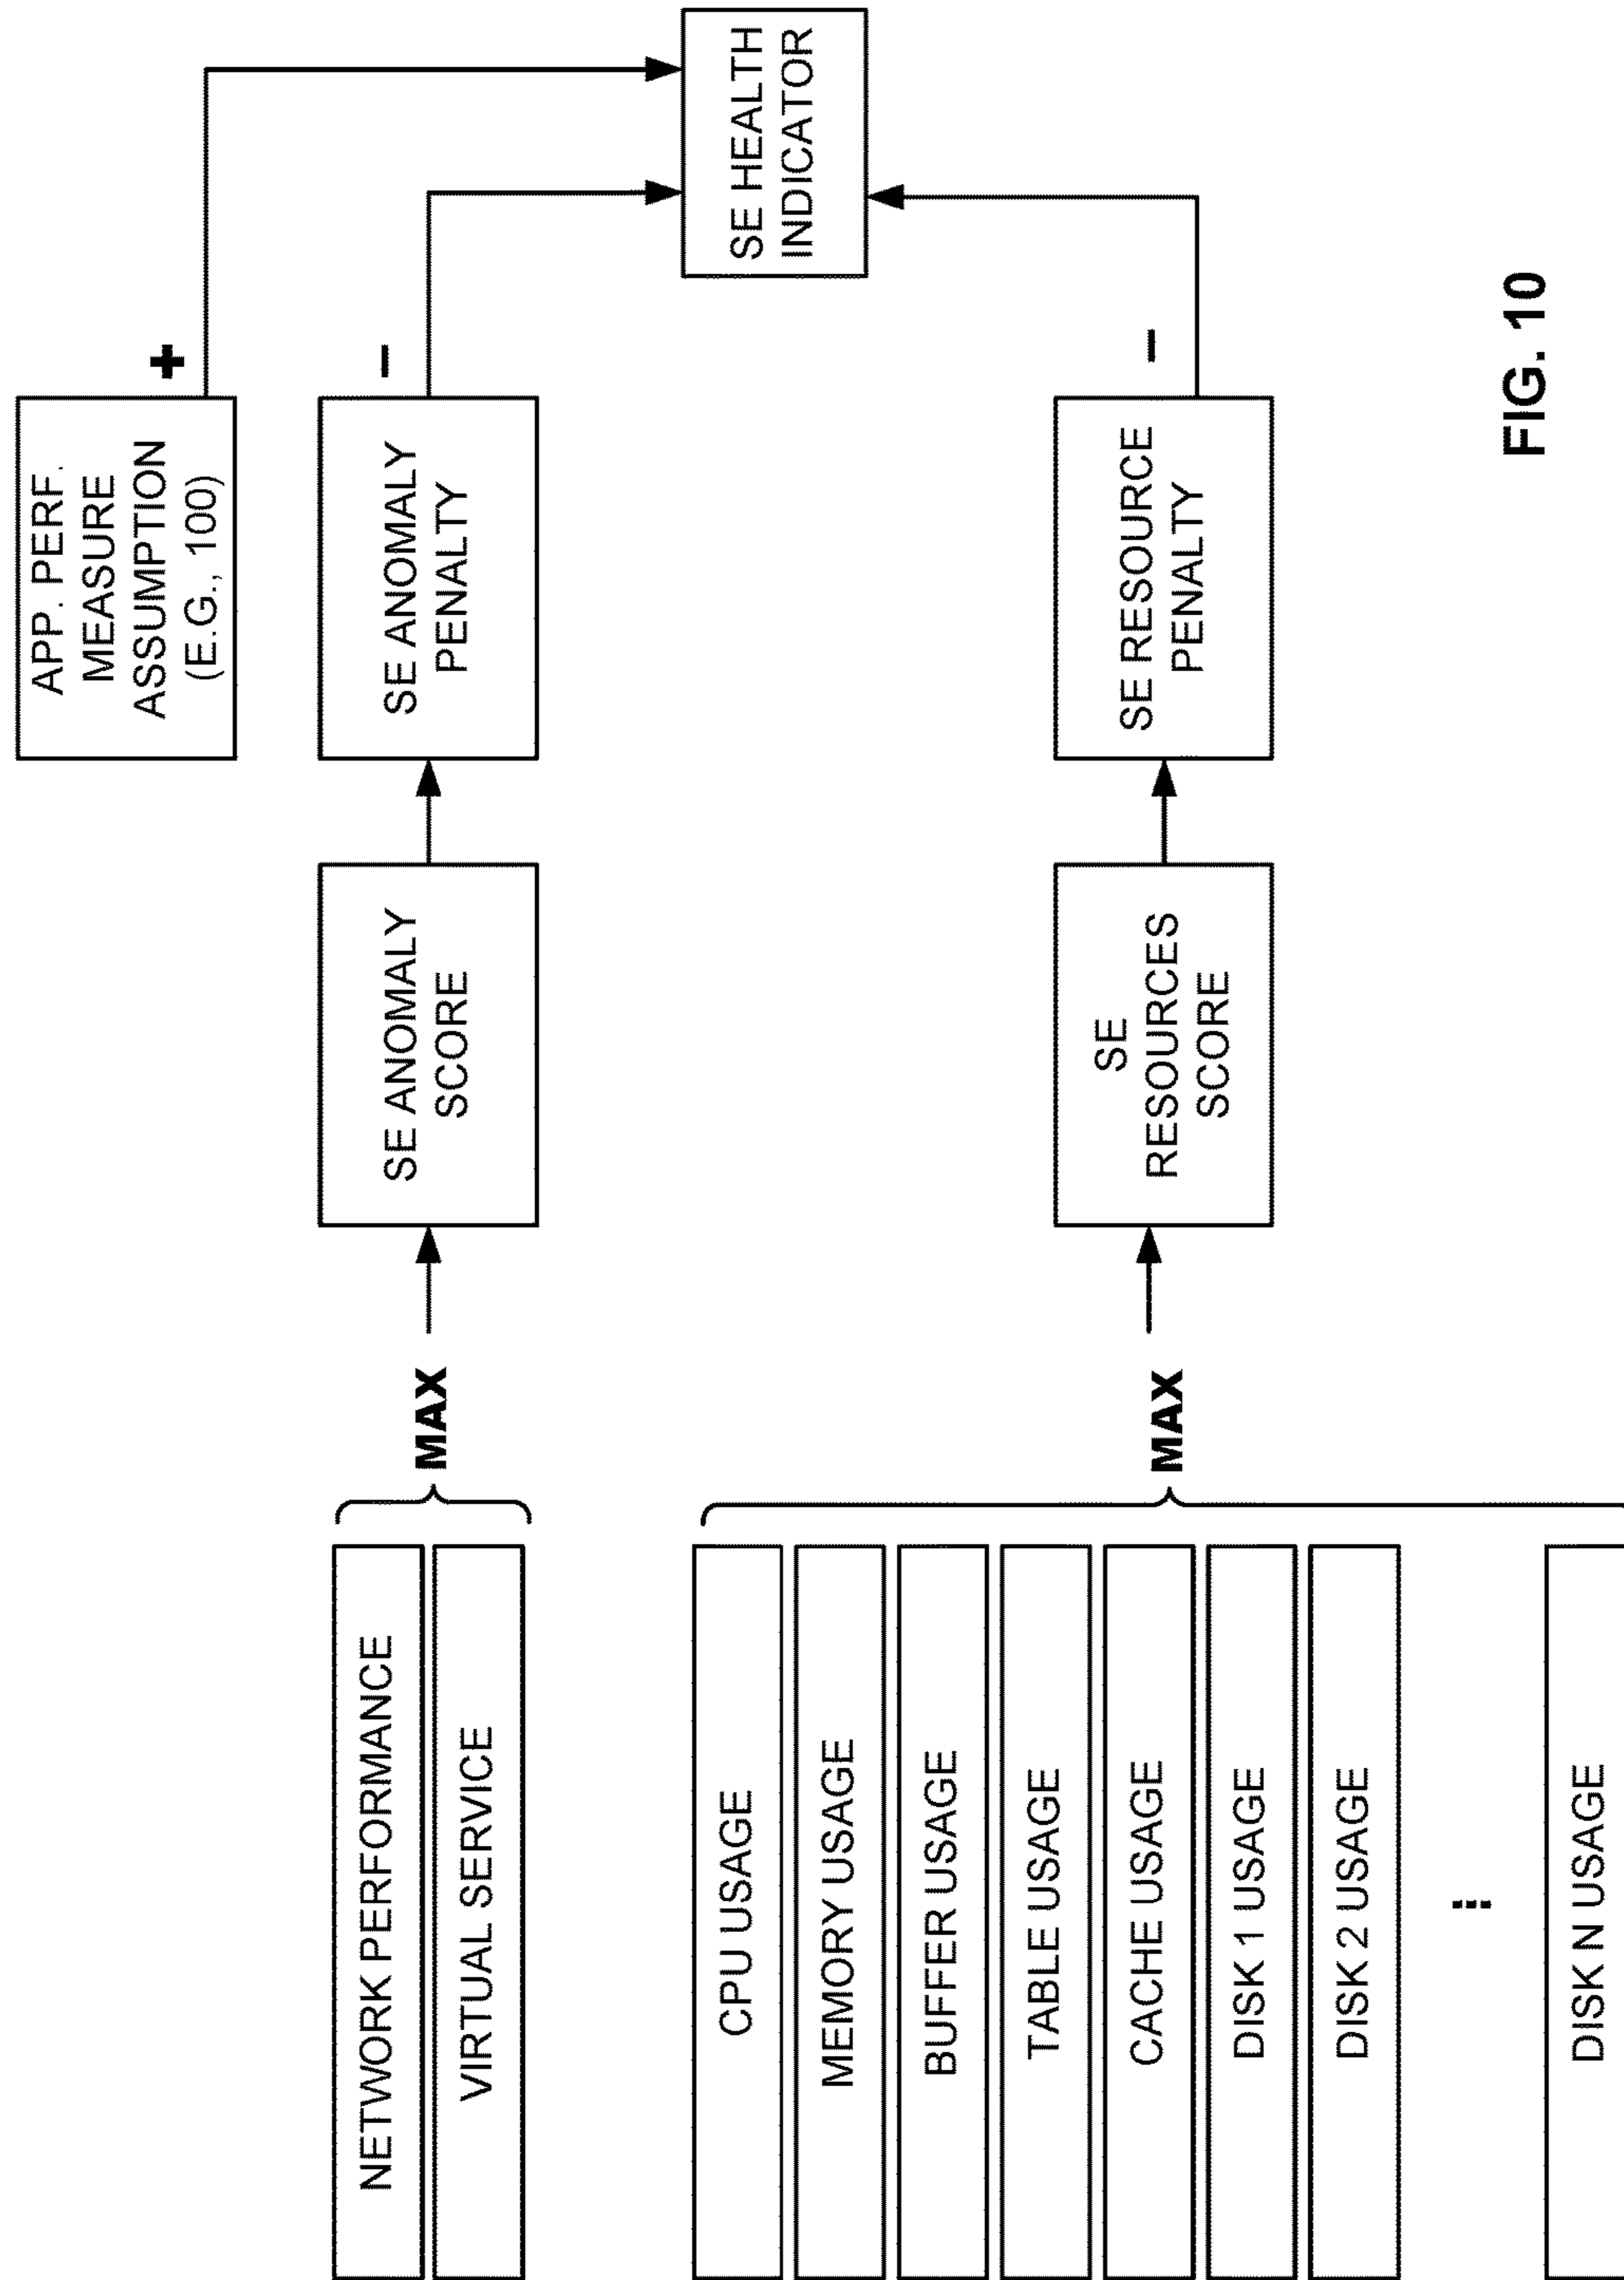 APP. PERF.
MEASURE
ASSUMPTION
(E.G., 100)
+
NETWORK PERFORMANCE
VIRTUAL SERVICE
MAX
SE ANOMALY
SCORE
SE ANOMALY
PENALTY
–
SE HEALTH
INDICATOR
CPU USAGE
MEMORY USAGE
BUFFER USAGE
TABLE USAGE
CACHE USAGE
DISK 1 USAGE
DISK 2 USAGE
...
DISK N USAGE
MAX
SE
RESOURCES
SCORE
SE RESOURCE
PENALTY
–
FIG. 10